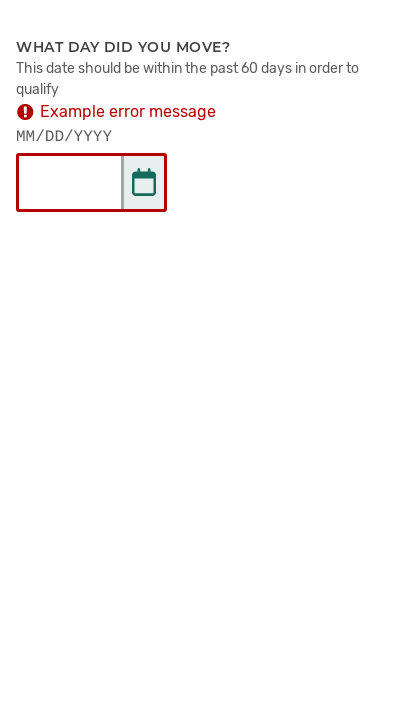 WHAT DAY DID YOU MOVE?
This date should be within the past 60 days in order to
qualify
Example error message
MM/DD/YYYY